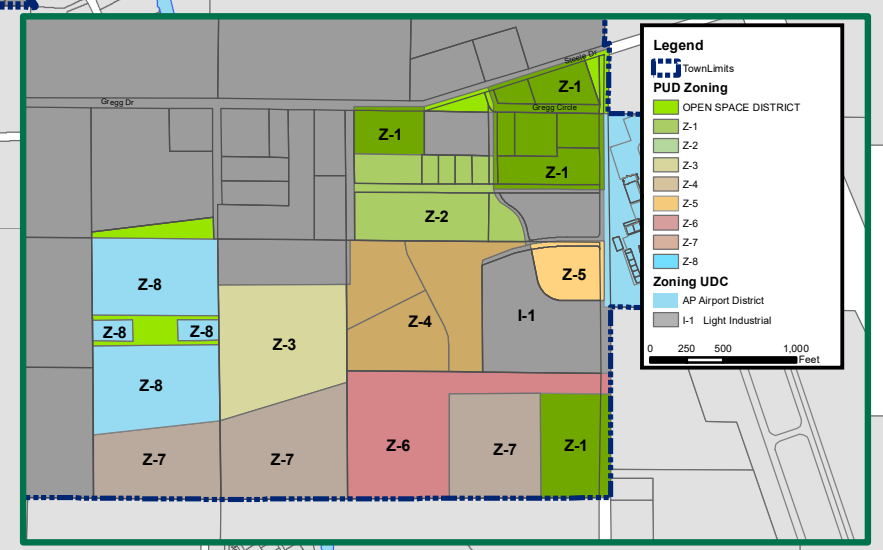 Steele Dr
Gregg Dr
Z-1
Gregg Circle
Z-1
Z-1
Z-2
Z-8
Z-5
Z-8
Z-8
Z-3
Z-4
I-1
Z-8
Z-7
Z-7
Z-6
Z-7
Z-1
Legend
TownLimits
PUD Zoning
OPEN SPACE DISTRICT
Z-1
Z-2
Z-3
Z-4
Z-5
Z-6
Z-7
Z-8
Zoning UDC
AP Airport District
I-1 Light Industrial
0 250 500 1,000
Feet